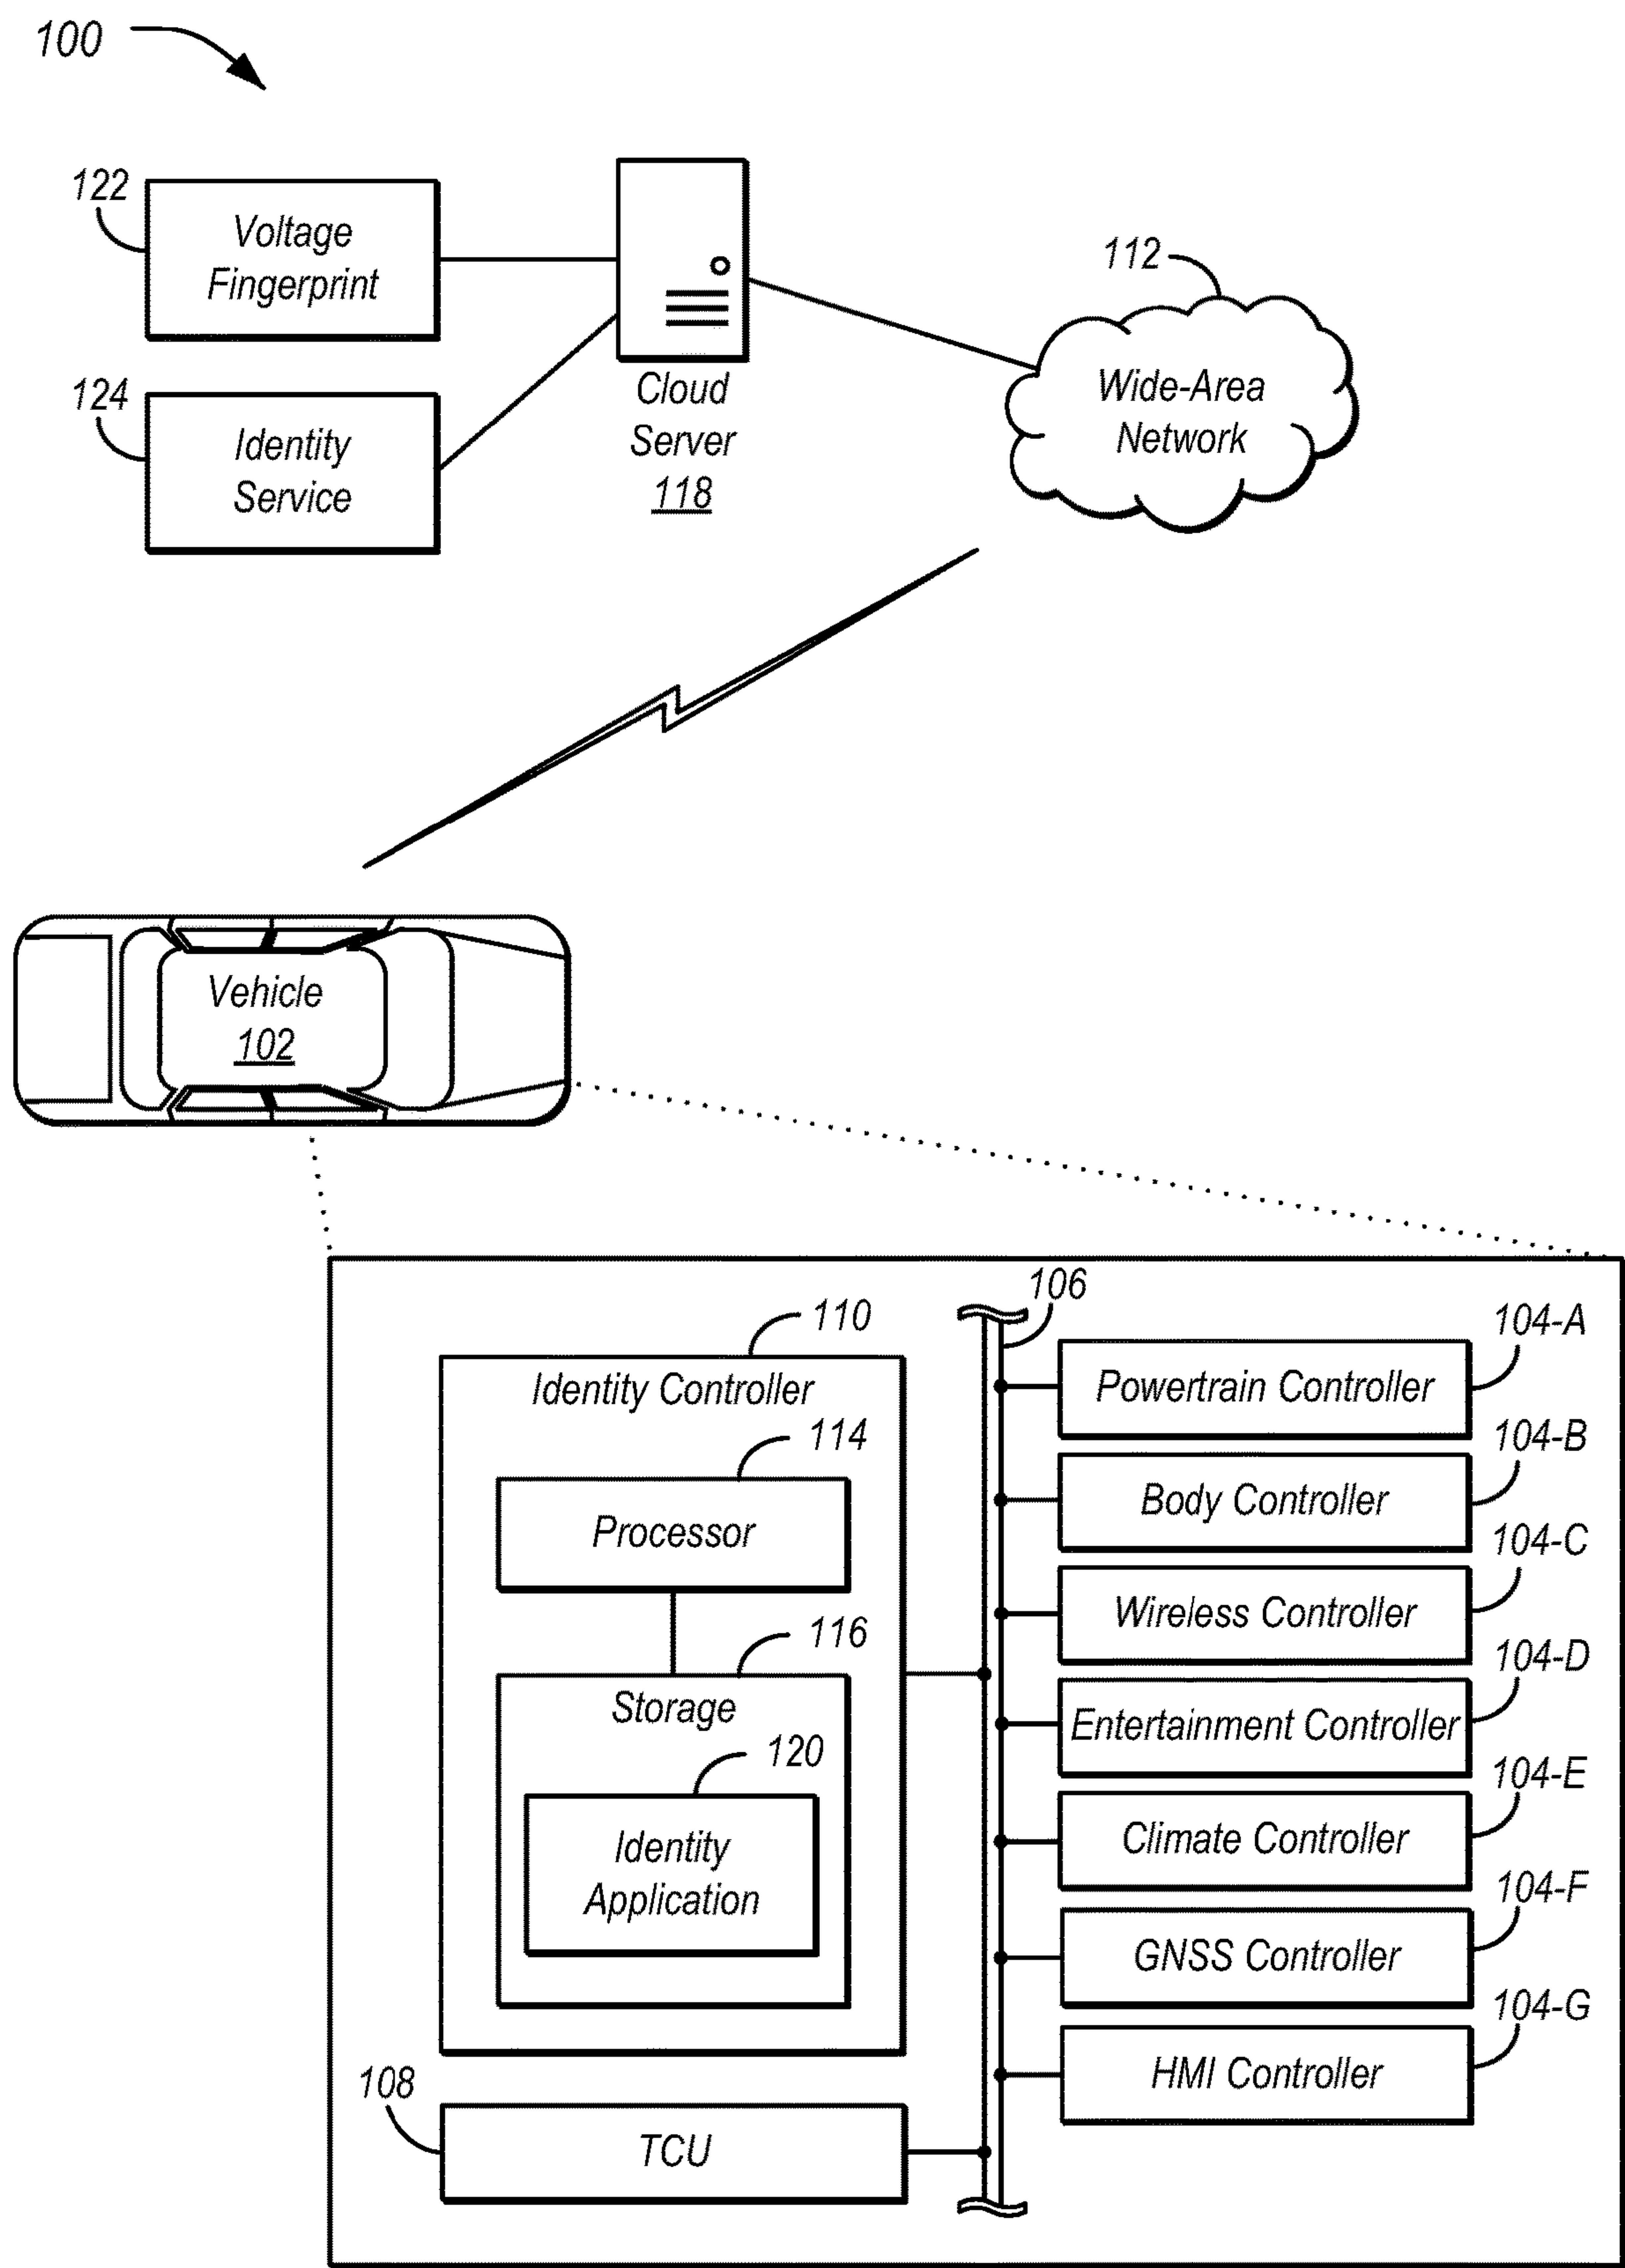 100
122
Voltage
Fingerprint
124
Identity
Service
Cloud
Server
118
112
Wide-Area
Network
Vehicle
102
106
110
Identity Controller
114
Processor
116
Storage
120
Identity
Application
108
TCU
104-A
Powertrain Controller
104-B
Body Controller
104-C
Wireless Controller
104-D
Entertainment Controller
104-E
Climate Controller
104-F
GNSS Controller
104-G
HMI Controller